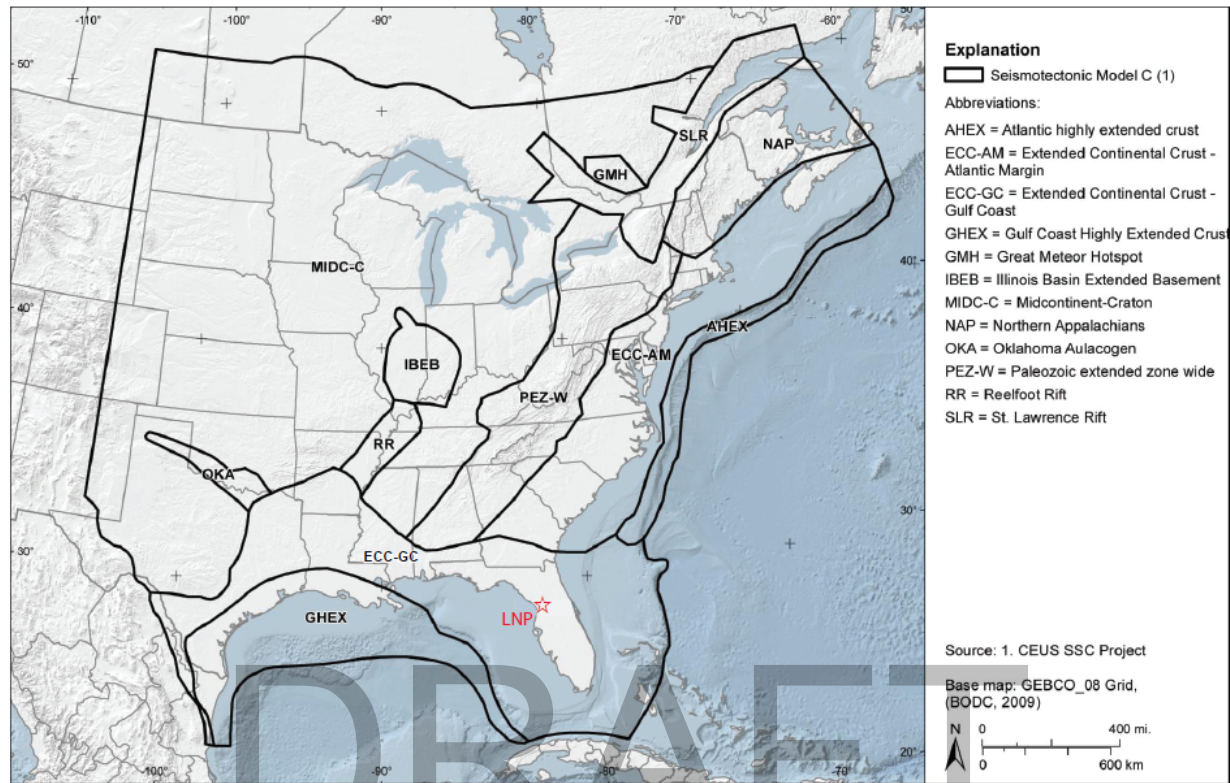 -110°
-100°
-90°
-80°
-70°
-60°
50°
50°
40°
40°
30°
30°
20°
20°
-100°
-90°
-80°
-70°
SLR
NAP
GMH
MIDC-C
AHEX
IBEB
ECC-AM
PEZ-W
RR
OKA
ECC-GC
GHEX
LNP
DRAFT
Explanation
Seismotectonic Model C (1)
Abbreviations:
AHEX = Atlantic highly extended crust
ECC-AM = Extended Continental Crust -
Atlantic Margin
ECC-GC = Extended Continental Crust -
Gulf Coast
GHEX = Gulf Coast Highly Extended Crust
GMH = Great Meteor Hotspot
IBEB = Illinois Basin Extended Basement
MIDC-C = Midcontinent-Craton
NAP = Northern Appalachians
OKA = Oklahoma Aulacogen
PEZ-W = Paleozoic extended zone wide
RR = Reelfoot Rift
SLR = St. Lawrence Rift
Source: 1. CEUS SSC Project
Base map: GEBCO_08 Grid,
(BODC, 2009)
N
0 400 mi.
0 600 km